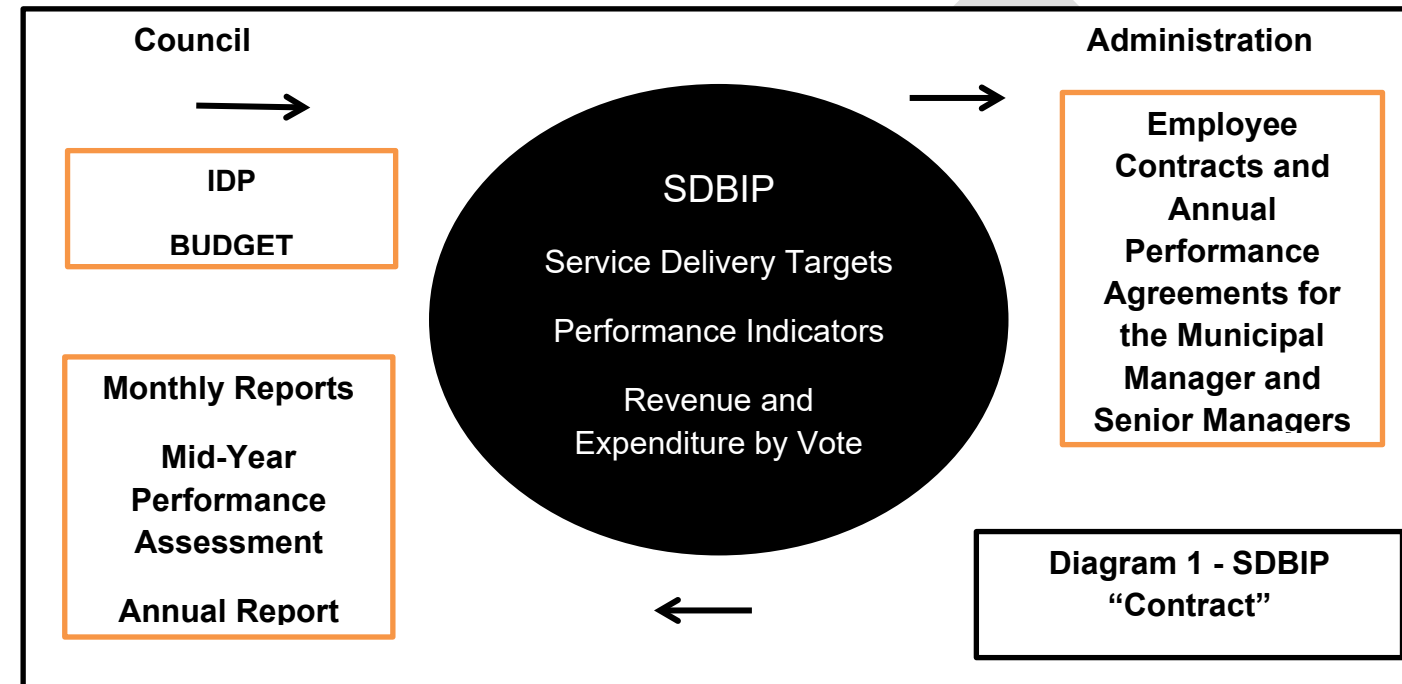 Council
Administration
IDP
BUDGET
Monthly Reports
Mid-Year
Performance
Assessment
Annual Report
SDBIP
Service Delivery Targets
Performance Indicators
Revenue and
Expenditure by Vote
Employee
Contracts and
Annual
Performance
Agreements for
the Municipal
Manager and
Senior Managers
Diagram 1 - SDBIP
“Contract”